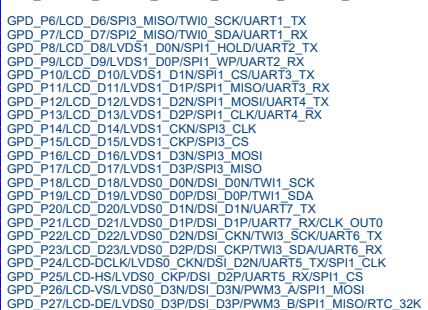 GPD_P6/LCD_D6/SPI3_MISO/TWI0_SCK/UART1_TX
GPD_P7/LCD_D7/SPI2_MISO/TWI0_SDA/UART1_RX
GPD_P8/LCD_D8/LVDS1_D0N/SPI1_HOLD/UART2_TX
GPD_P9/LCD_D9/LVDS1_D0P/SPI1_WP/UART2_RX
GPD_P10/LCD_D10/LVDS1_D1N/SPI1_CS/UART3_TX
GPD_P11/LCD_D11/LVDS1_D1P/SPI1_MISO/UART3_RX
GPD_P12/LCD_D12/LVDS1_D2N/SPI1_MOSI/UART4_TX
GPD_P13/LCD_D13/LVDS1_D2P/SPI1_CLK/UART4_RX
GPD_P14/LCD_D14/LVDS1_CKN/SPI3_CLK
GPD_P15/LCD_D15/LVDS1_CKP/SPI3_CS
GPD_P16/LCD_D16/LVDS1_D3N/SPI3_MOSI
GPD_P17/LCD_D17/LVDS1_D3P/SPI3_MISO
GPD_P18/LCD_D18/LVDS0_D0N/DSI_D0N/TWI1_SCK
GPD_P19/LCD_D19/LVDS0_D0P/DSI_D0P/TWI1_SDA
GPD_P20/LCD_D20/LVDS0_D1N/DSI_D1N/UART7_TX
GPD_P21/LCD_D21/LVDS0_D1P/DSI_D1P/UART7_RX/CLK_OUT0
GPD_P22/LCD_D22/LVDS0_D2N/DSI_CKN/TWI3_SCK/UART6_TX
GPD_P23/LCD_D23/LVDS0_D2P/DSI_CKP/TWI3_SDA/UART6_RX
GPD_P24/LCD-DCLK/LVDS0_CKN/DSI_D2N/UART5_TX/SPI1_CLK
GPD_P25/LCD-HS/LVDS0_CKP/DSI_D2P/UART5_RX/SPI1_CS
GPD_P26/LCD-VS/LVDS0_D3N/DSI_D3N/PWM3_A/SPI1_MOSI
GPD_P27/LCD-DE/LVDS0_D3P/DSI_D3P/PWM3_B/SPI1_MISO/RTC_32K